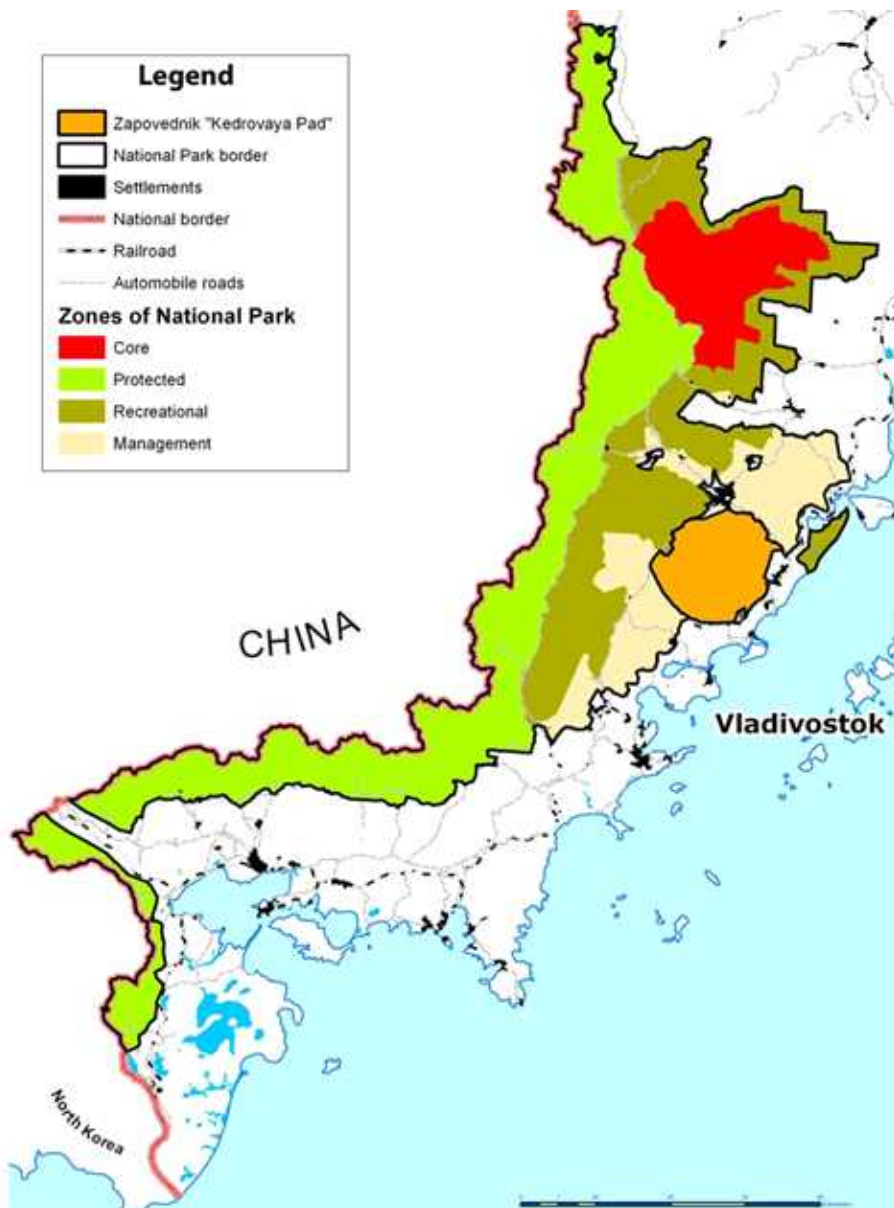 Legend
Zapovednik "Kedrovaya Pad"
National Park border
Settlements
National border
Railroad
Automobile roads
Zones of National Park
Core
Protected
Recreational
Management
CHINA
Vladivostok
North Korea